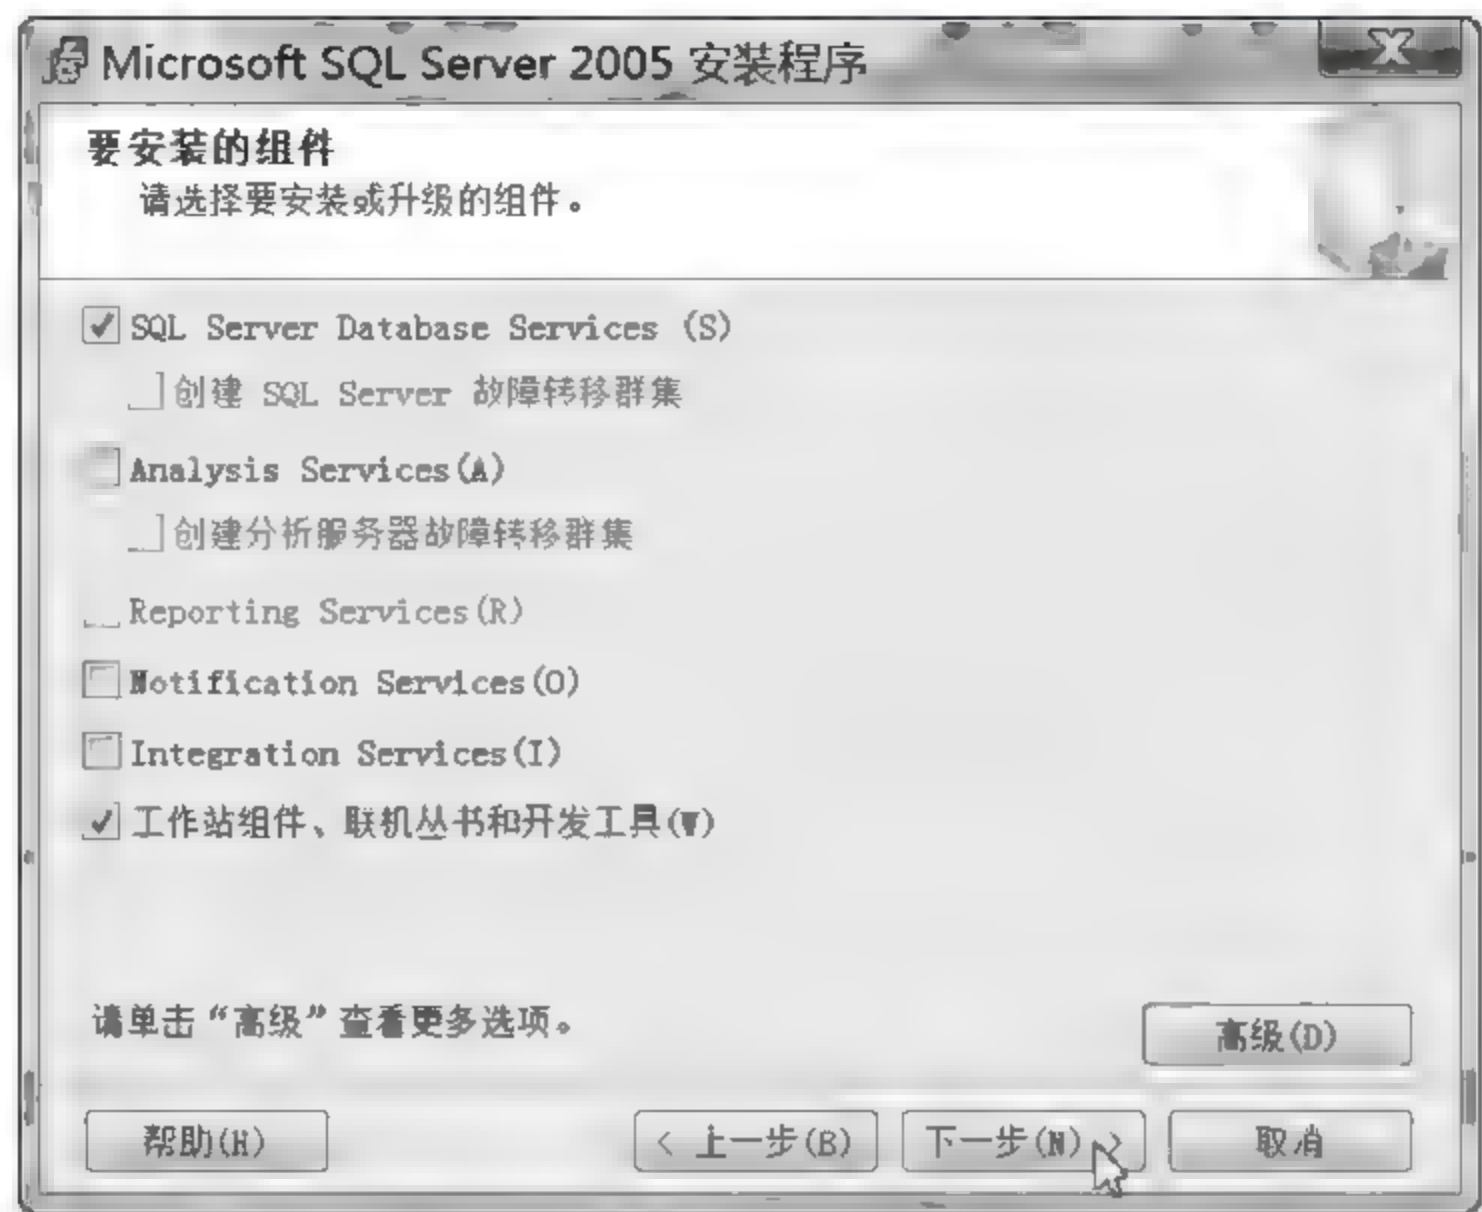 Microsoft SQL Server 2005 安装程序
要安装的组件
请选择要安装或升级的组件。
SQL Server Database Services (S)
创建 SQL Server 故障转移群集
Analysis Services(A)
创建分析服务器故障转移群集
Reporting Services(R)
Notification Services(O)
Integration Services(I)
工作站组件、联机丛书和开发工具(W)
请单击“高级”查看更多选项。
高级(D)
帮助(H) < 上一步(B) 下一步(N) > 取消